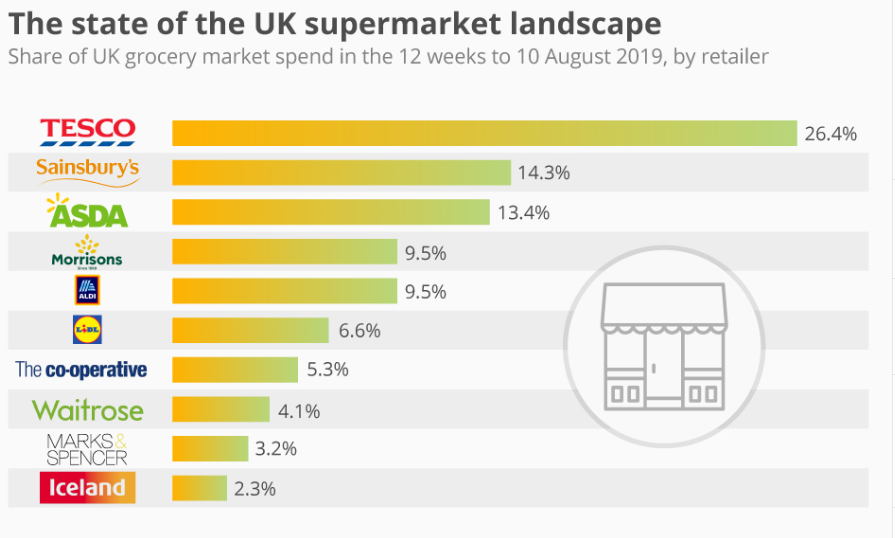 The state of the UK supermarket landscape
Share of UK grocery market spend in the 12 weeks to 10 August 2019, by retailer
TESCO
26.4%
Sainsbury's
14.3%
ASDA
13.4%
Morrisons
Since 1899
9.5%
ALDI
9.5%
LIDL
6.6%
The co-operative
5.3%
Waitrose
4.1%
MARKS&
SPENCER
3.2%
Iceland
2.3%